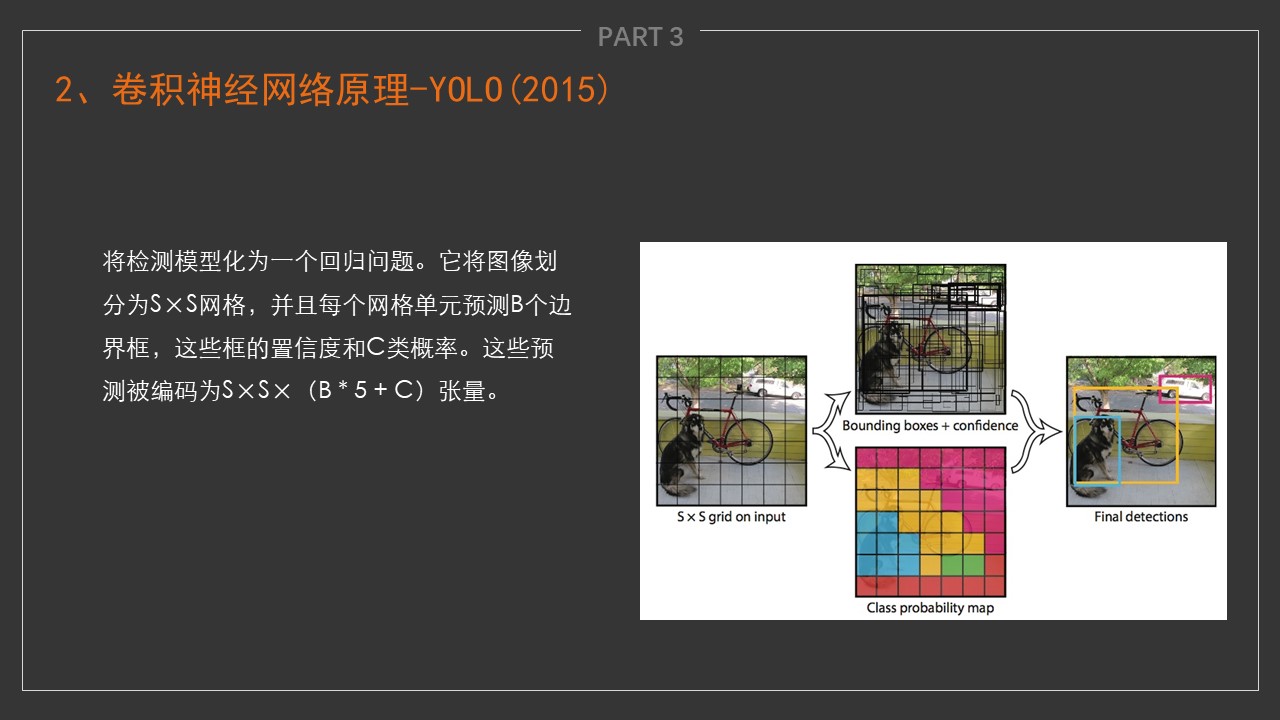 PART 3
2、卷积神经网络原理-YOLO(2015)
将检测模型化为一个回归问题。它将图像划
分为S×S网格，并且每个网格单元预测B个边
界框，这些框的置信度和C类概率。这些预
测被编码为S×S×（B * 5 + C）张量。
Bounding boxes + confidence
S × S grid on input
Final detections
Class probability map